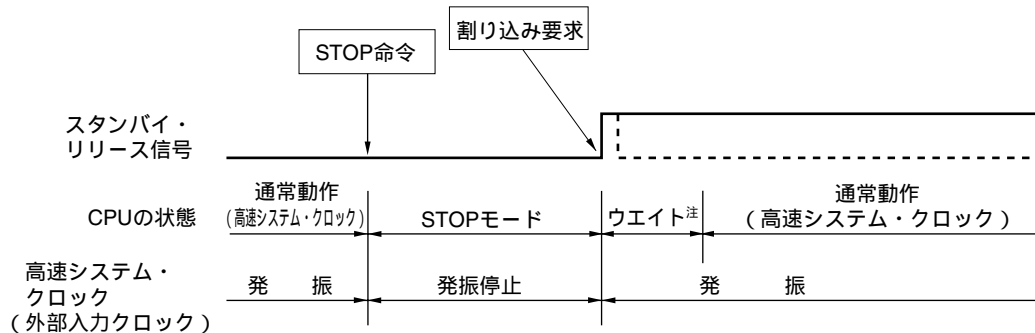 割り込み要求
STOP命令
スタンバイ・
リリース信号
通常動作
(高速システム・クロック)
CPUの状態
STOPモード
ウエイト注
通常動作
(高速システム・クロック)
高速システム・
クロック
(外部入力クロック)
発 振
発振停止
発 振